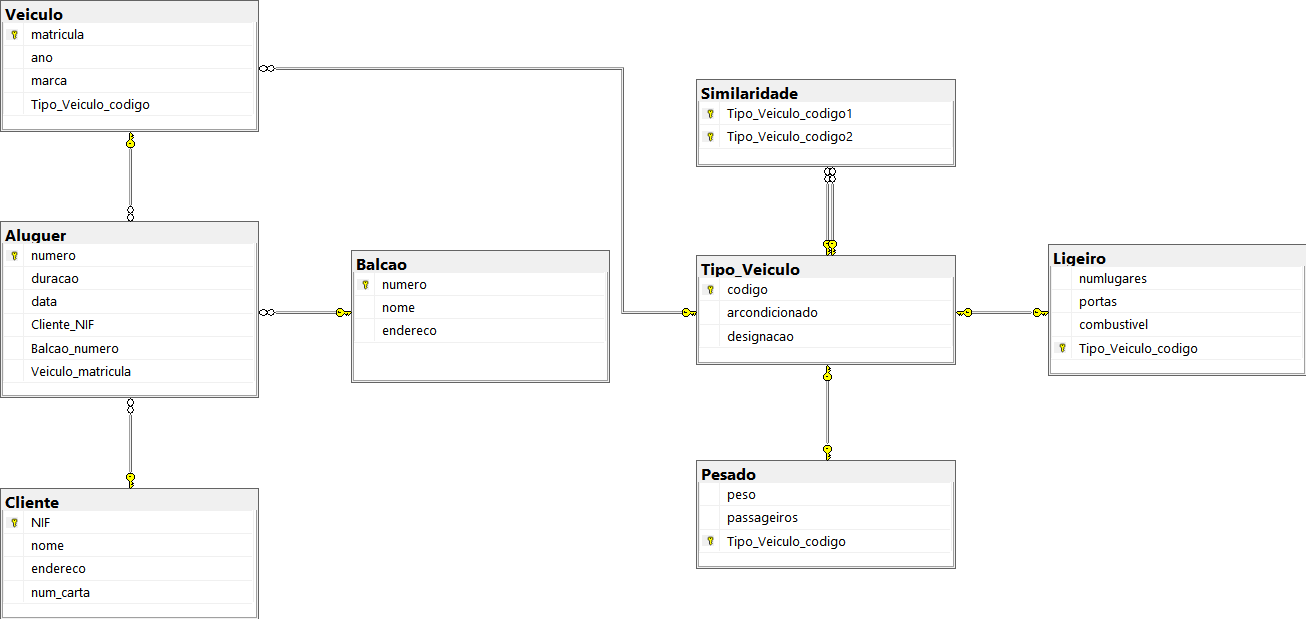 Veiculo
matricula
ano
marca
Tipo_Veiculo_codigo
Similaridade
Tipo_Veiculo_codigo1
Tipo_Veiculo_codigo2
Aluguer
numero
duracao
data
Cliente_NIF
Balcao_numero
Veiculo_matricula
Balcao
numero
nome
endereco
Tipo_Veiculo
codigo
arcondicionado
designacao
Ligeiro
numlugares
portas
combustivel
Tipo_Veiculo_codigo
Cliente
NIF
nome
endereco
num_carta
Pesado
peso
passageiros
Tipo_Veiculo_codigo